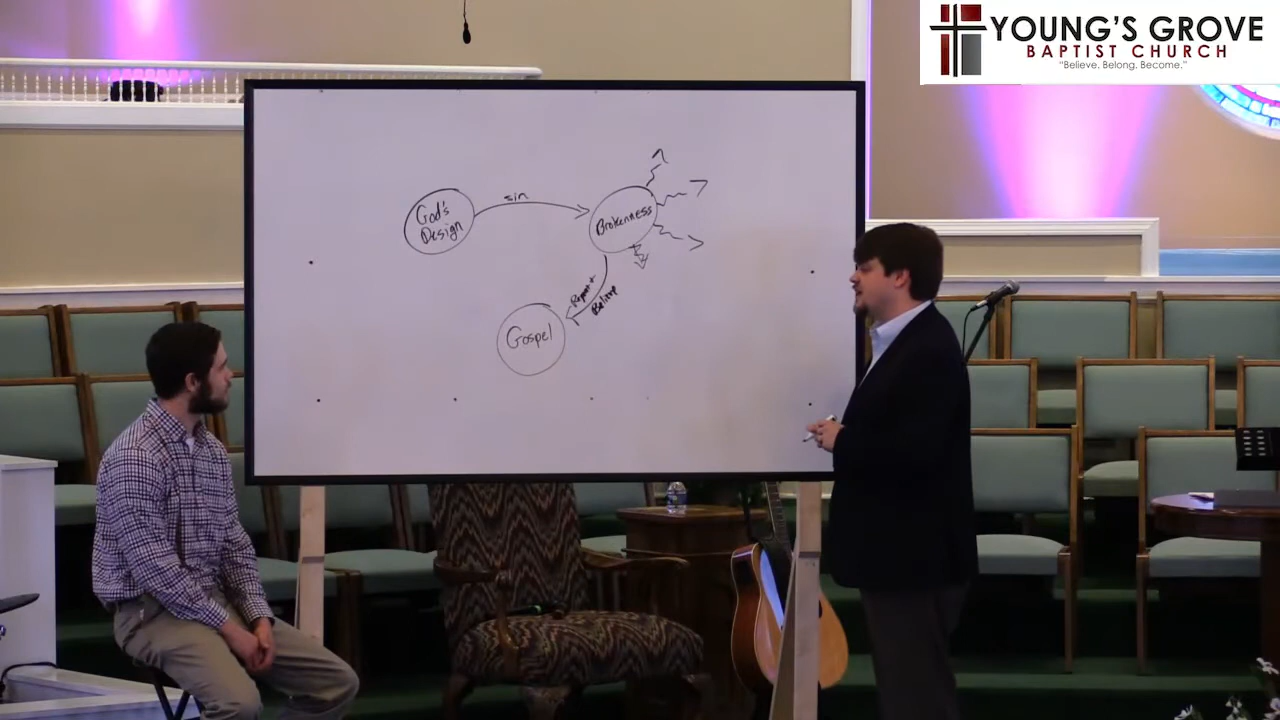 YOUNG'S GROVE
BAPTIST CHURCH
"Believe. Belong. Become."
sin
God's
Design
Brokenness
Repent +
Believe
Gospel